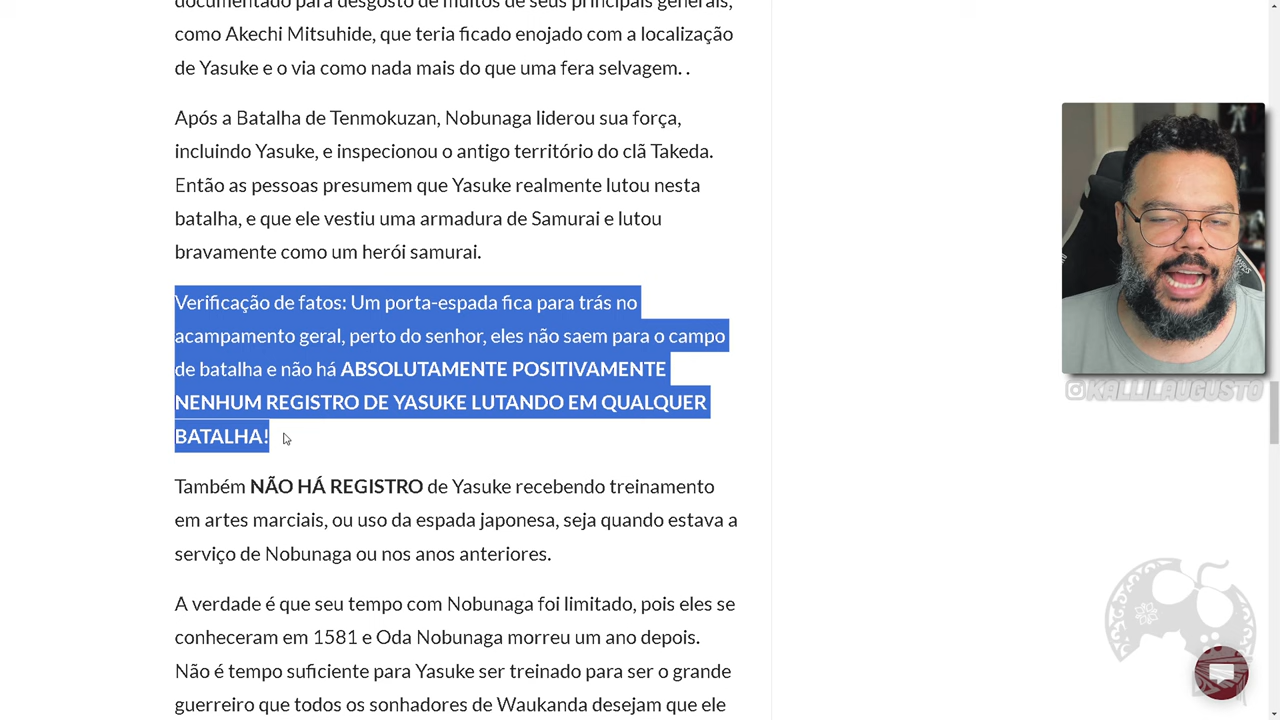 documentado para desgosto de muitos de seus principais generais,
como Akechi Mitsuhide, que teria ficado enojado com a localização
de Yasuke e o via como nada mais do que uma fera selvagem. .
Após a Batalha de Tenmokuzan, Nobunaga liderou sua força,
incluindo Yasuke, e inspecionou o antigo território do clã Takeda.
Então as pessoas presumem que Yasuke realmente lutou nesta
batalha, e que ele vestiu uma armadura de Samurai e lutou
bravamente como um herói samurai.
Verificação de fatos: Um porta-espada fica para trás no
acampamento geral, perto do senhor, eles não saem para o campo
de batalha e não há ABSOLUTAMENTE POSITIVAMENTE
NENHUM REGISTRO DE YASUKE LUTANDO EM QUALQUER
BATALHA!
Também NÃO HÁ REGISTRO de Yasuke recebendo treinamento
em artes marciais, ou uso da espada japonesa, seja quando estava a
serviço de Nobunaga ou nos anos anteriores.
A verdade é que seu tempo com Nobunaga foi limitado, pois eles se
conheceram em 1581 e Oda Nobunaga morreu um ano depois.
Não é tempo suficiente para Yasuke ser treinado para ser o grande
guerreiro que todos os sonhadores de Waukanda desejam que ele
@KALLILAUGUSTO